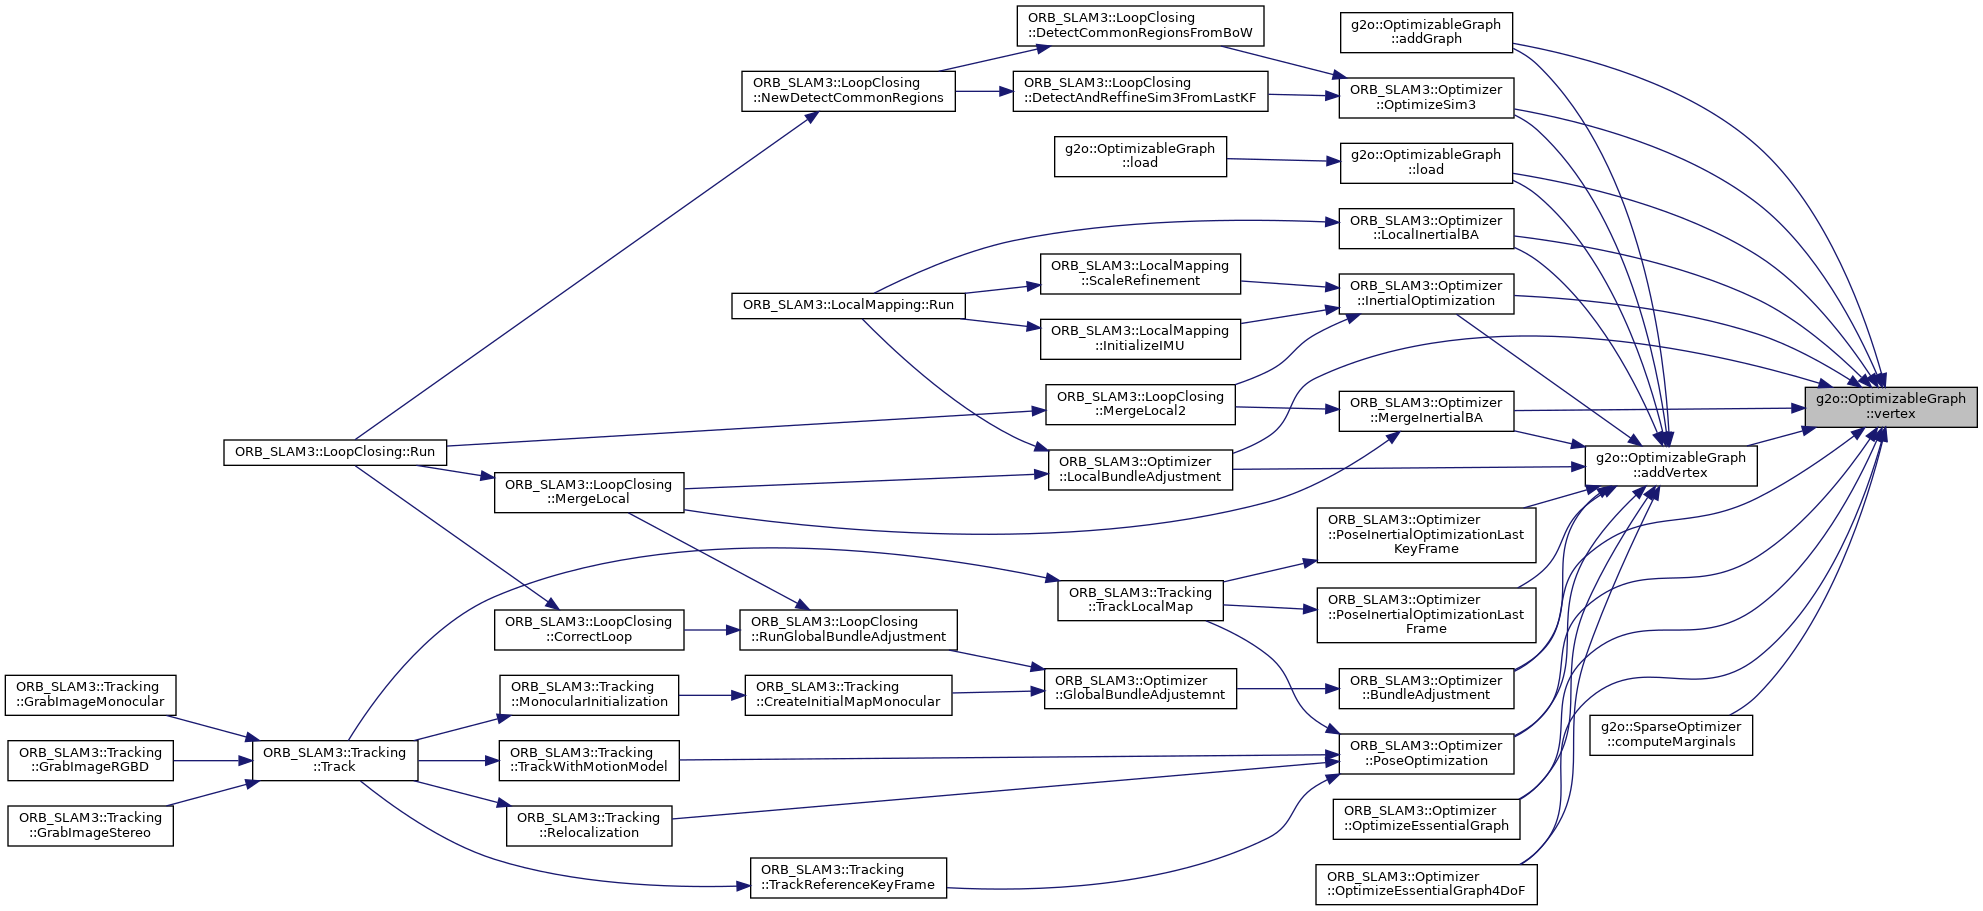 ORB_SLAM3::LoopClosing
::DetectCommonRegionsFromBoW
g2o::OptimizableGraph
::addGraph
ORB_SLAM3::LoopClosing
::NewDetectCommonRegions
ORB_SLAM3::LoopClosing
::DetectAndReffineSim3FromLastKF
ORB_SLAM3::Optimizer
::OptimizeSim3
g2o::OptimizableGraph
::load
g2o::OptimizableGraph
::load
ORB_SLAM3::Optimizer
::LocalInertialBA
ORB_SLAM3::LocalMapping
::ScaleRefinement
ORB_SLAM3::Optimizer
::InertialOptimization
ORB_SLAM3::LocalMapping::Run
ORB_SLAM3::LocalMapping
::InitializeIMU
ORB_SLAM3::LoopClosing
::MergeLocal2
ORB_SLAM3::Optimizer
::MergeInertialBA
g2o::OptimizableGraph
::vertex
ORB_SLAM3::LoopClosing::Run
ORB_SLAM3::Optimizer
::LocalBundleAdjustment
g2o::OptimizableGraph
::addVertex
ORB_SLAM3::LoopClosing
::MergeLocal
ORB_SLAM3::Optimizer
::PoseInertialOptimizationLast
KeyFrame
ORB_SLAM3::Tracking
::TrackLocalMap
ORB_SLAM3::Optimizer
::PoseInertialOptimizationLast
Frame
ORB_SLAM3::LoopClosing
::CorrectLoop
ORB_SLAM3::LoopClosing
::RunGlobalBundleAdjustment
ORB_SLAM3::Tracking
::GrabImageMonocular
ORB_SLAM3::Tracking
::MonocularInitialization
ORB_SLAM3::Tracking
::CreateInitialMapMonocular
ORB_SLAM3::Optimizer
::GlobalBundleAdjustemnt
ORB_SLAM3::Optimizer
::BundleAdjustment
g2o::SparseOptimizer
::computeMarginals
ORB_SLAM3::Tracking
::GrabImageRGBD
ORB_SLAM3::Tracking
::Track
ORB_SLAM3::Tracking
::TrackWithMotionModel
ORB_SLAM3::Optimizer
::PoseOptimization
ORB_SLAM3::Tracking
::GrabImageStereo
ORB_SLAM3::Tracking
::Relocalization
ORB_SLAM3::Optimizer
::OptimizeEssentialGraph
ORB_SLAM3::Tracking
::TrackReferenceKeyFrame
ORB_SLAM3::Optimizer
::OptimizeEssentialGraph4DoF